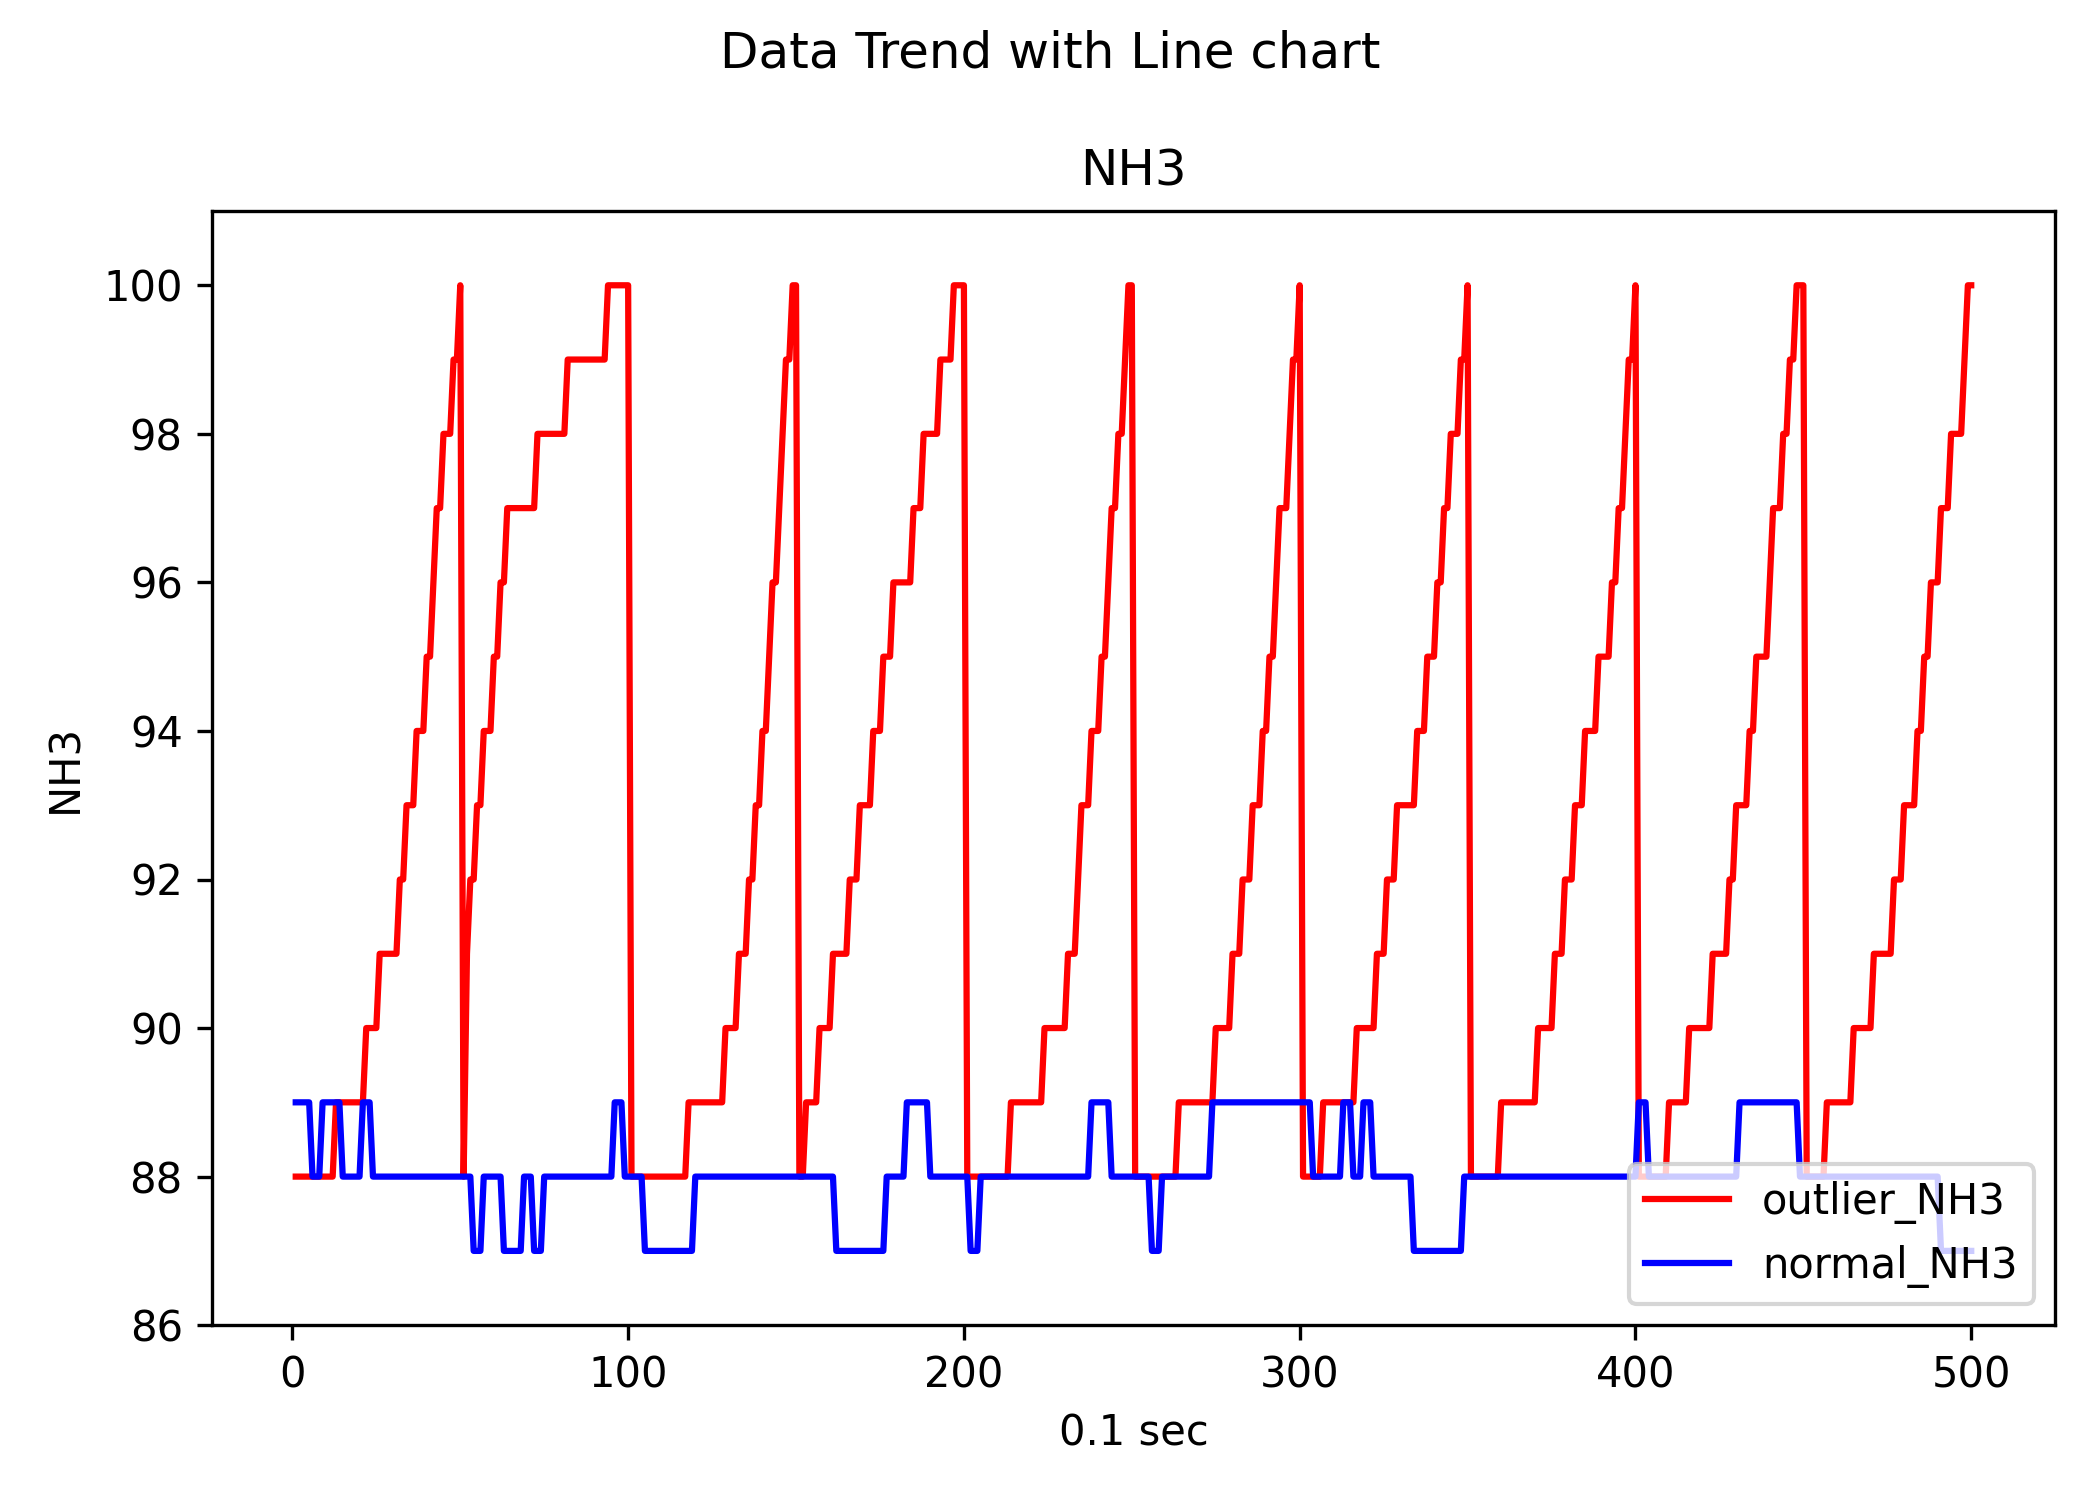 Data Trend with Line chart
NH3
NH3
100
98
96
94
92
90
88
86
0 100 200 300 400 500
0.1 sec
outlier_NH3
normal_NH3